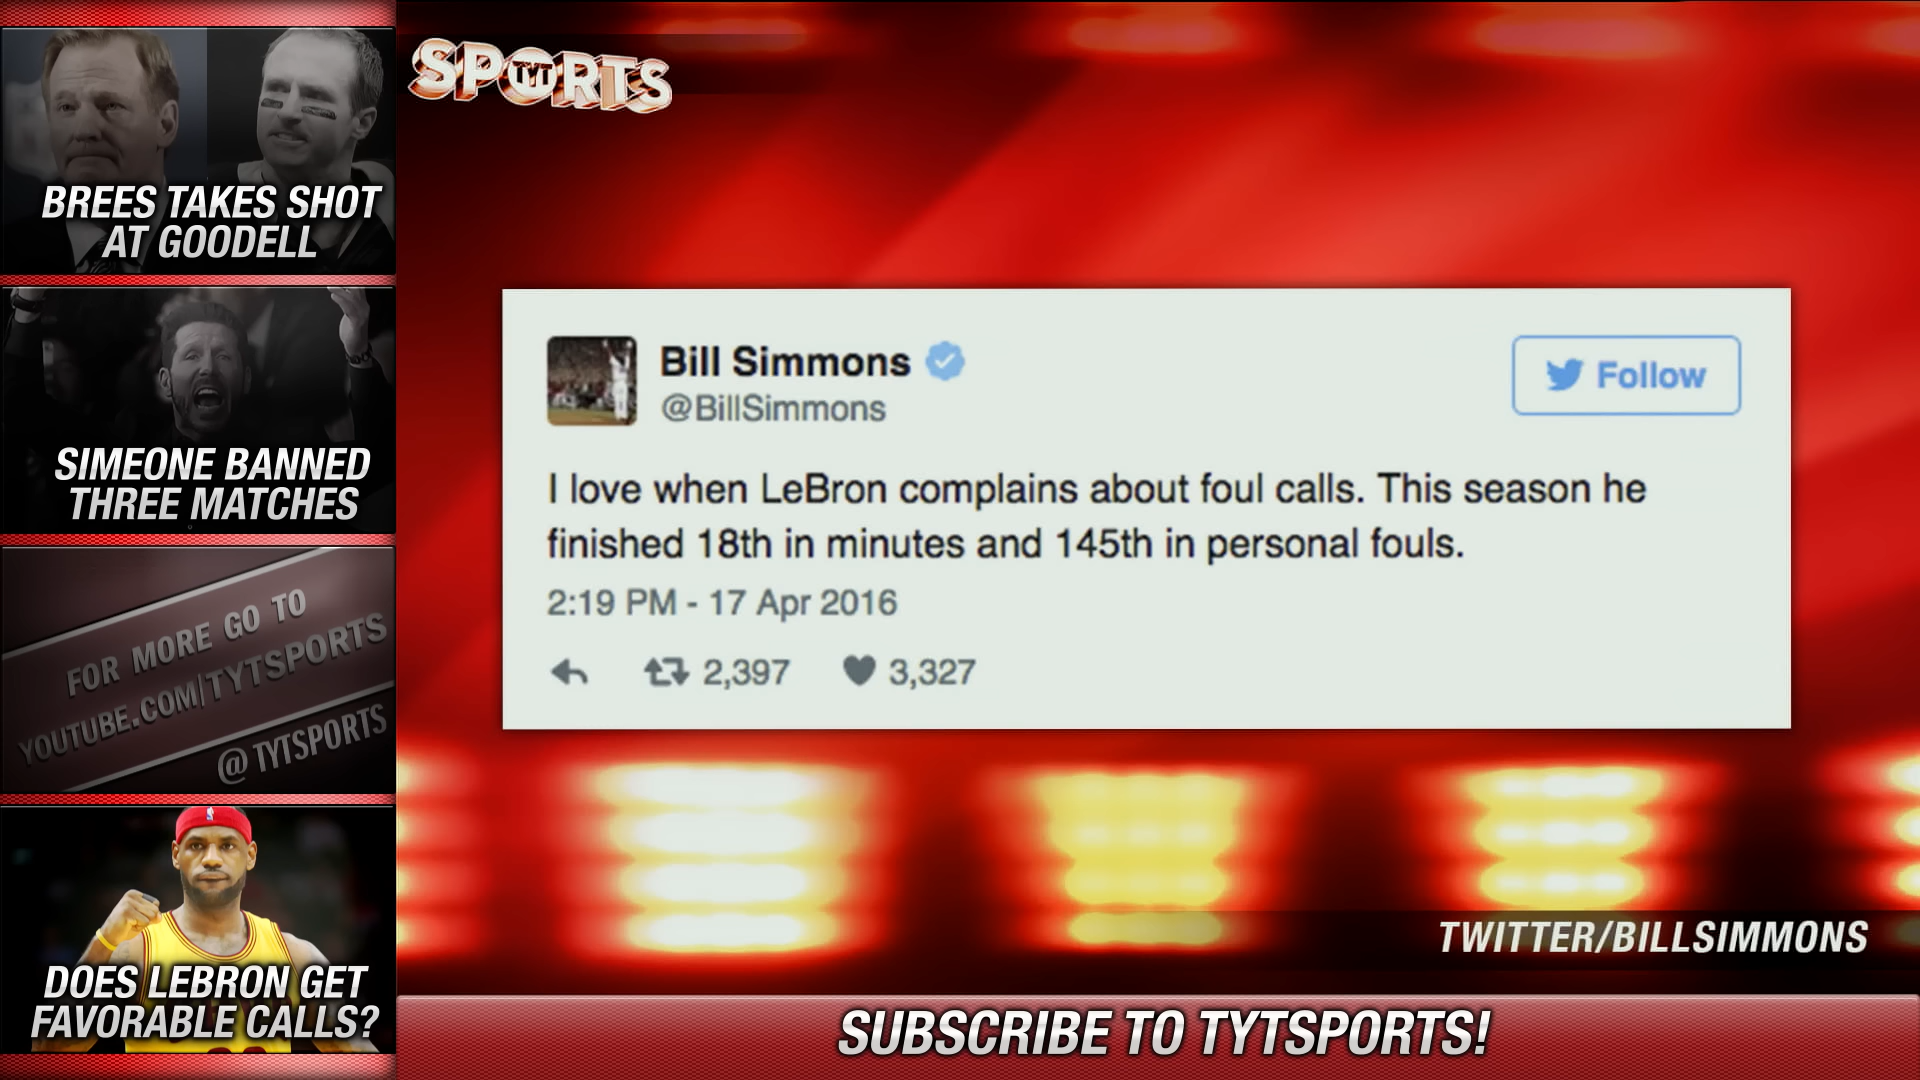 BREES TAKES SHOT
AT GOODELL
SIMEONE BANNED
THREE MATCHES
FOR MORE GO TO
YOUTUBE.COM/TYTSPORTS
@TYTSPORTS
DOES LEBRON GET
FAVORABLE CALLS?
SPORTS
TYT
Bill Simmons
@BillSimmons
Follow
I love when LeBron complains about foul calls. This season he
finished 18th in minutes and 145th in personal fouls.
2:19 PM - 17 Apr 2016
2,397 3,327
TWITTER/BILLSIMMONS
SUBSCRIBE TO TYTSPORTS!